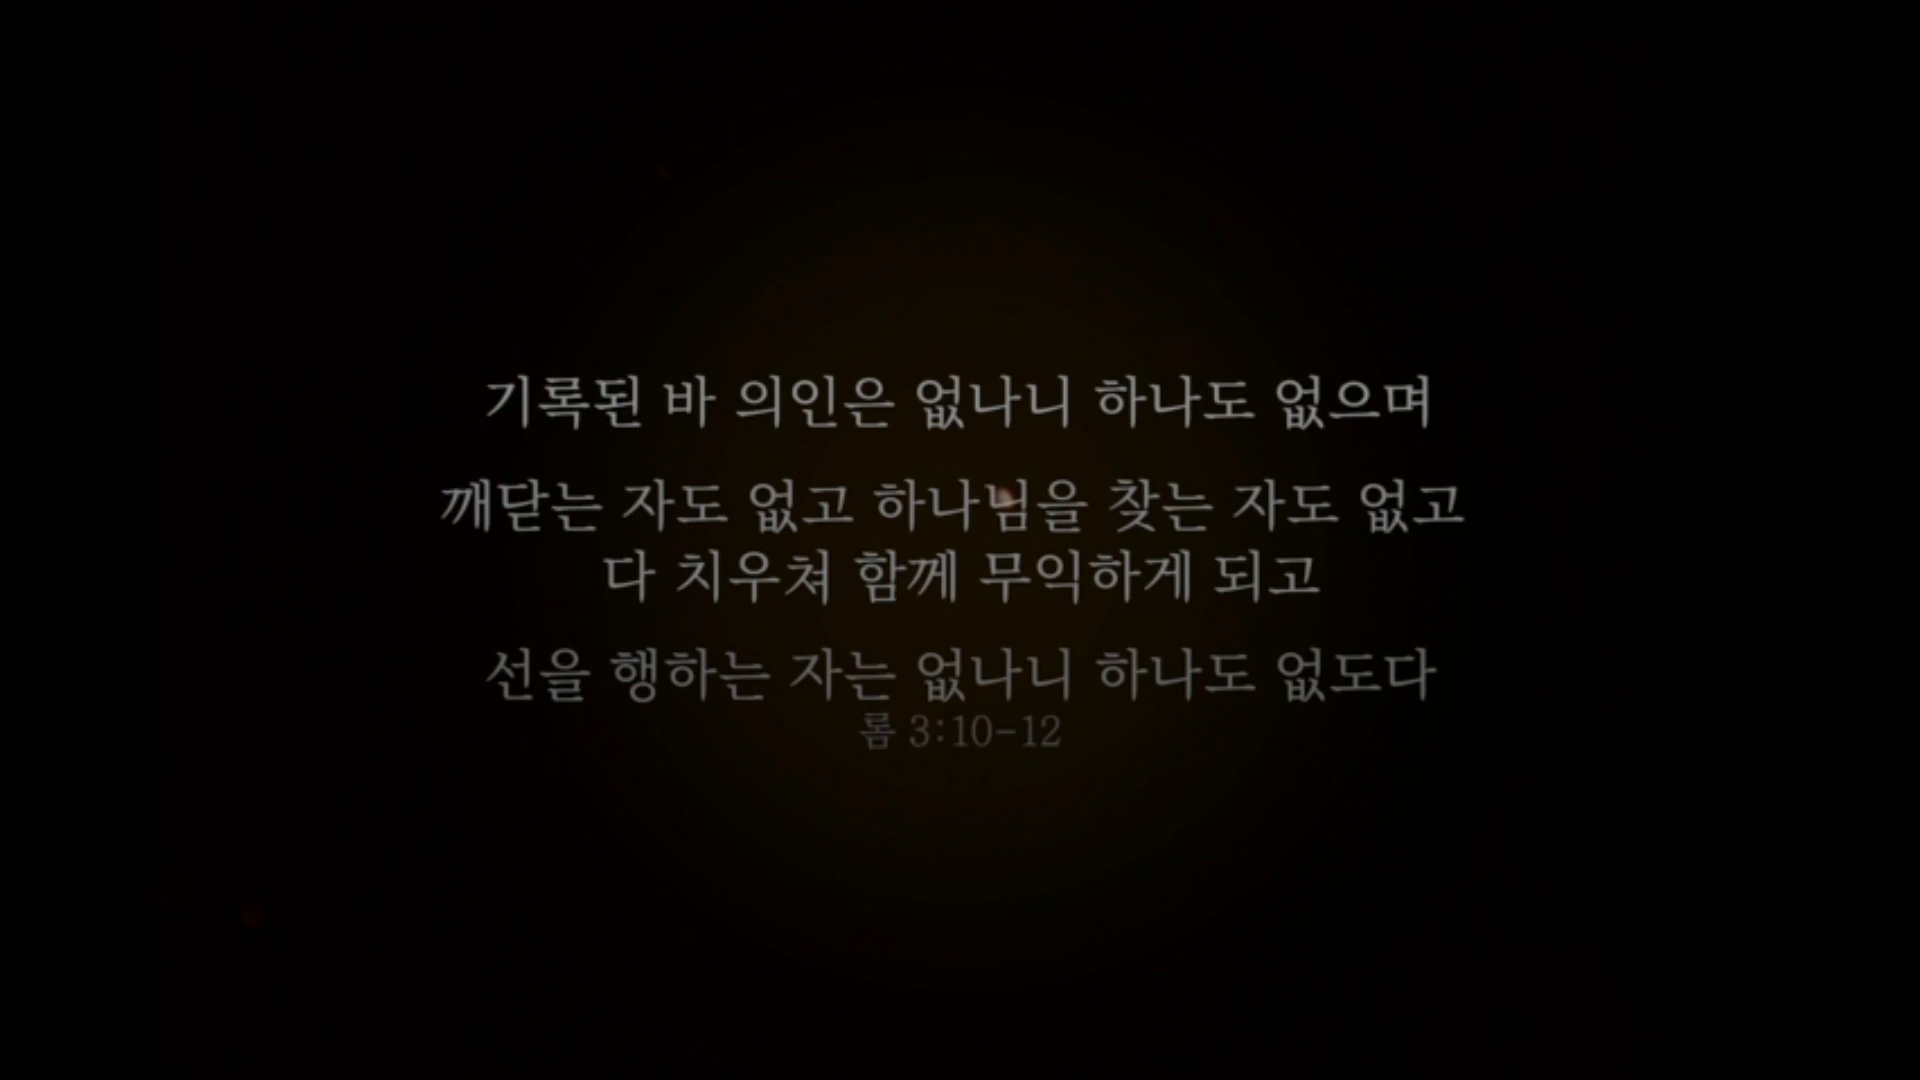 기록된 바 의인은 없나니 하나도 없으며
깨닫는 자도 없고 하나님을 찾는 자도 없고
다 치우쳐 함께 무익하게 되고
선을 행하는 자는 없나니 하나도 없도다
롬 3:10-12